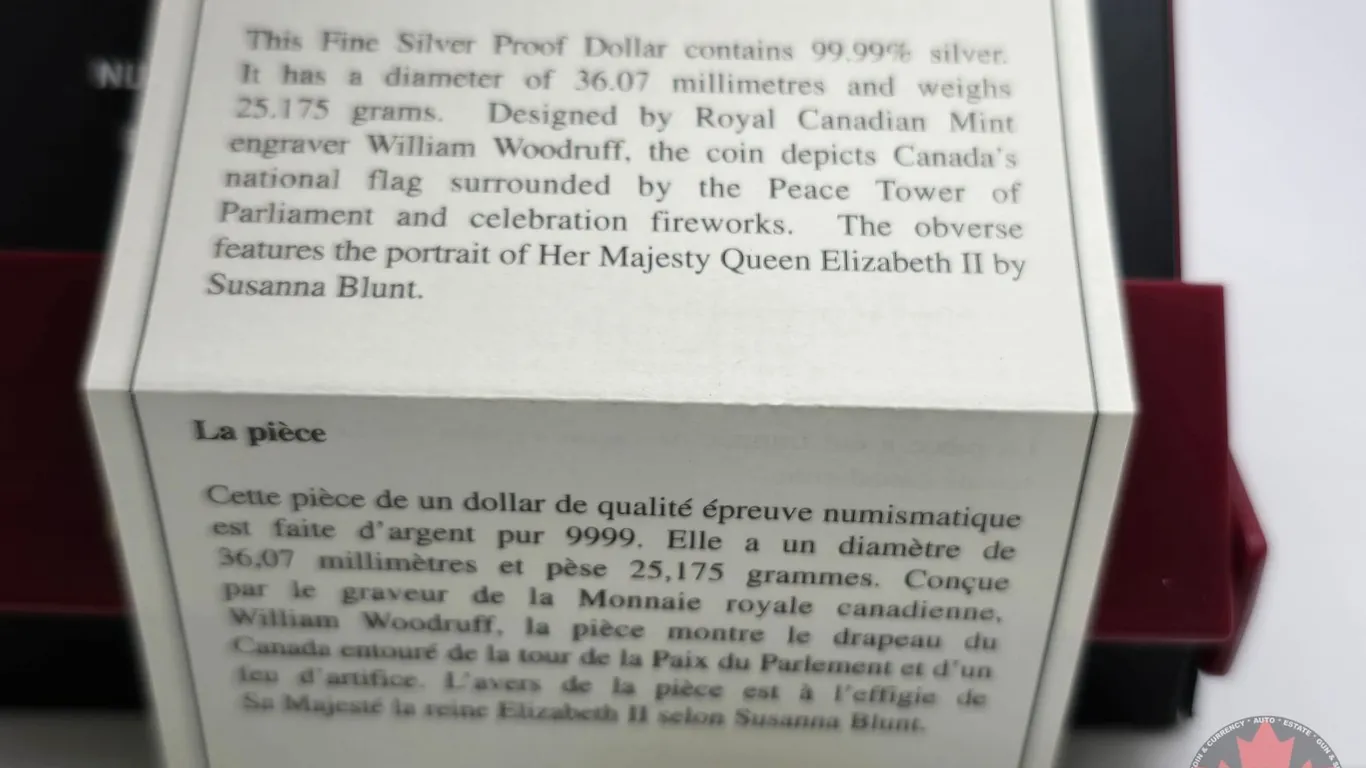 NU
This Fine Silver Proof Dollar contains 99.99% silver.
It has a diameter of 36.07 millimetres and weighs
25.175 grams. Designed by Royal Canadian Mint
engraver William Woodruff, the coin depicts Canada's
national flag surrounded by the Peace Tower of
Parliament and celebration fireworks. The obverse
features the portrait of Her Majesty Queen Elizabeth II by
Susanna Blunt.
La pièce
Cette pièce de un dollar de qualité épreuve numismatique
est faite d'argent pur 9999. Elle a un diamètre de
36,07 millimètres et pèse 25,175 grammes. Conçue
par le graveur de la Monnaie royale canadienne,
William Woodruff, la pièce montre le drapeau du
Canada entouré de la tour de la Paix du Parlement et d'un
feu d'artifice. L'avers de la pièce est à l'effigie de
Sa Majesté la reine Elizabeth II selon Susanna Blunt.
& CURRENCY · AUTO · ESTATE · GUN &